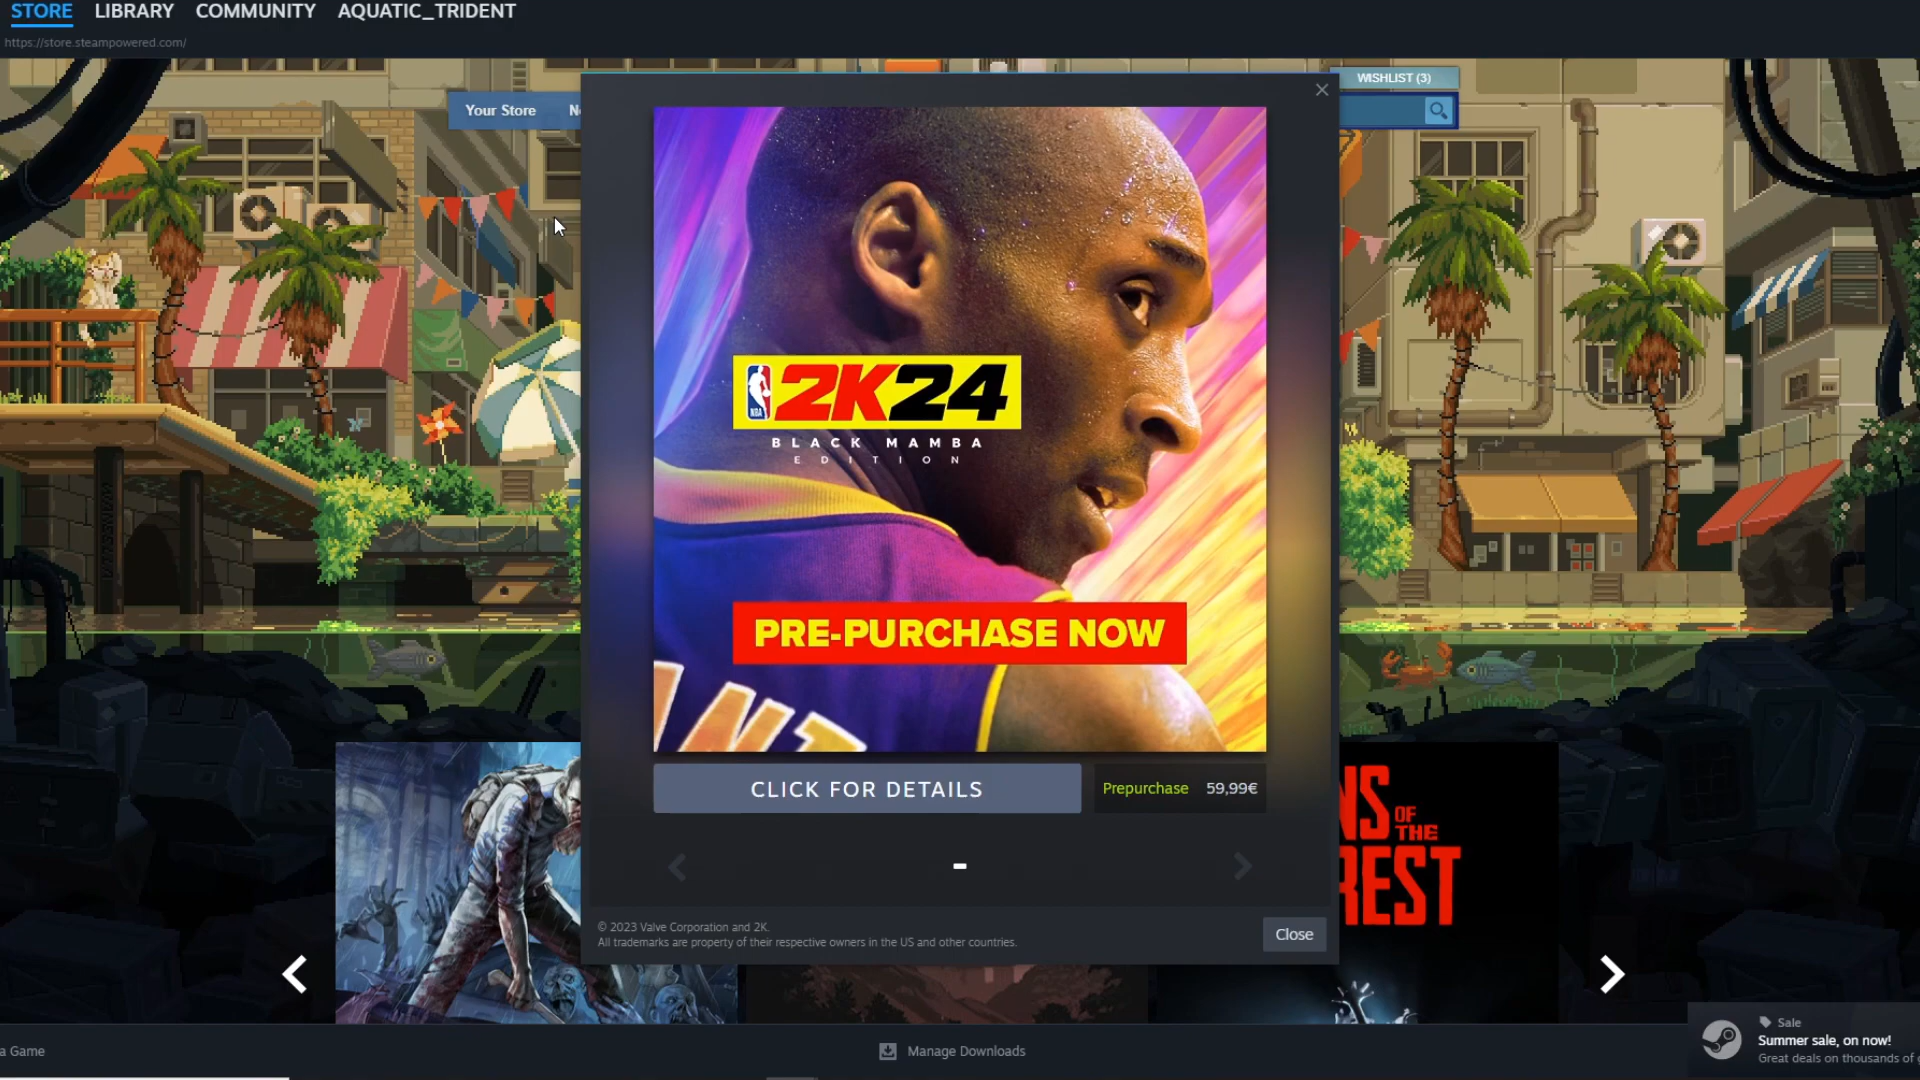 STORE LIBRARY COMMUNITY AQUATIC_TRIDENT
https://store.steampowered.com/
WISHLIST (3)
Your Store
NBA 2K24
BLACK MAMBA
EDITION
PRE-PURCHASE NOW
CLICK FOR DETAILS
Prepurchase 59,99€
NS
OF
THE
REST
© 2023 Valve Corporation and 2K.
All trademarks are property of their respective owners in the US and other countries.
Close
a Game
Manage Downloads
Sale
Summer sale, on now!
Great deals on thousands of